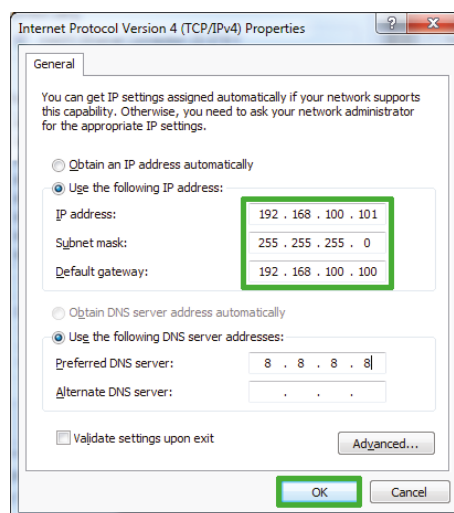 Internet Protocol Version 4 (TCP/IPv4) Properties
?
X
General
You can get IP settings assigned automatically if your network supports
this capability. Otherwise, you need to ask your network administrator
for the appropriate IP settings.
Obtain an IP address automatically
Use the following IP address:
IP address: 192 . 168 . 100 . 101
Subnet mask: 255 . 255 . 255 . 0
Default gateway: 192 . 168 . 100 . 100
Obtain DNS server address automatically
Use the following DNS server addresses:
Preferred DNS server: 8 . 8 . 8 . 8
Alternate DNS server: . . .
Validate settings upon exit
Advanced...
OK Cancel